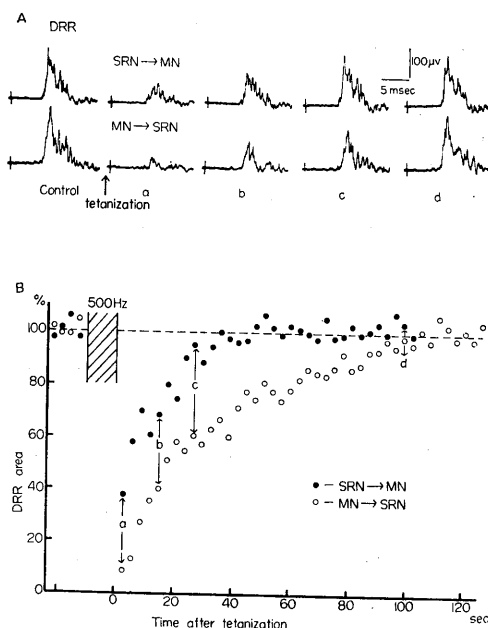 A
DRR
SRN → MN
100μv
5 msec
MN → SRN
Control
a
b
c
d
tetanization
B
%
500Hz
100
80
60
40
20
0
DRR area
a
b
c
d
● – SRN → MN
○ – MN → SRN
0 20 40 60 80 100 120
sec
Time after tetanization